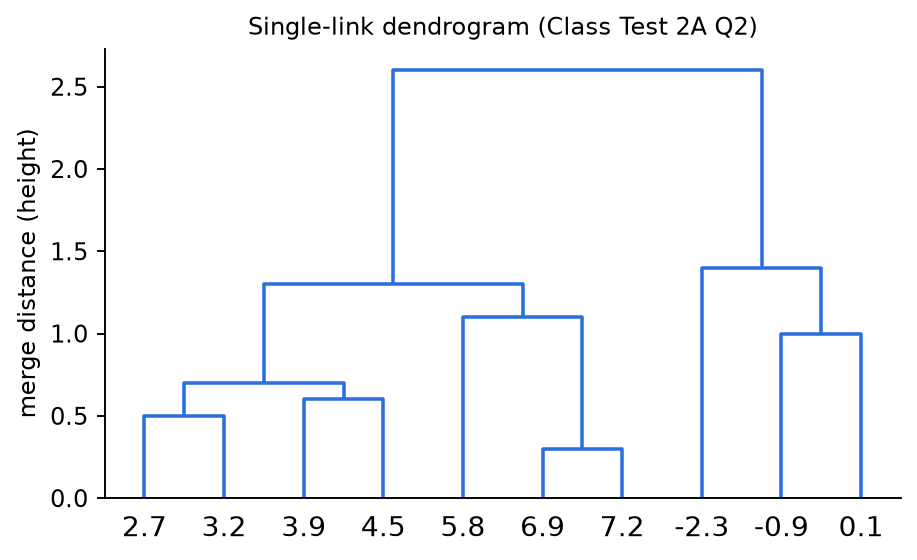 Single-link dendrogram (Class Test 2A Q2)
merge distance (height)
2.5
2.0
1.5
1.0
0.5
0.0
2.7 3.2 3.9 4.5 5.8 6.9 7.2 -2.3 -0.9 0.1